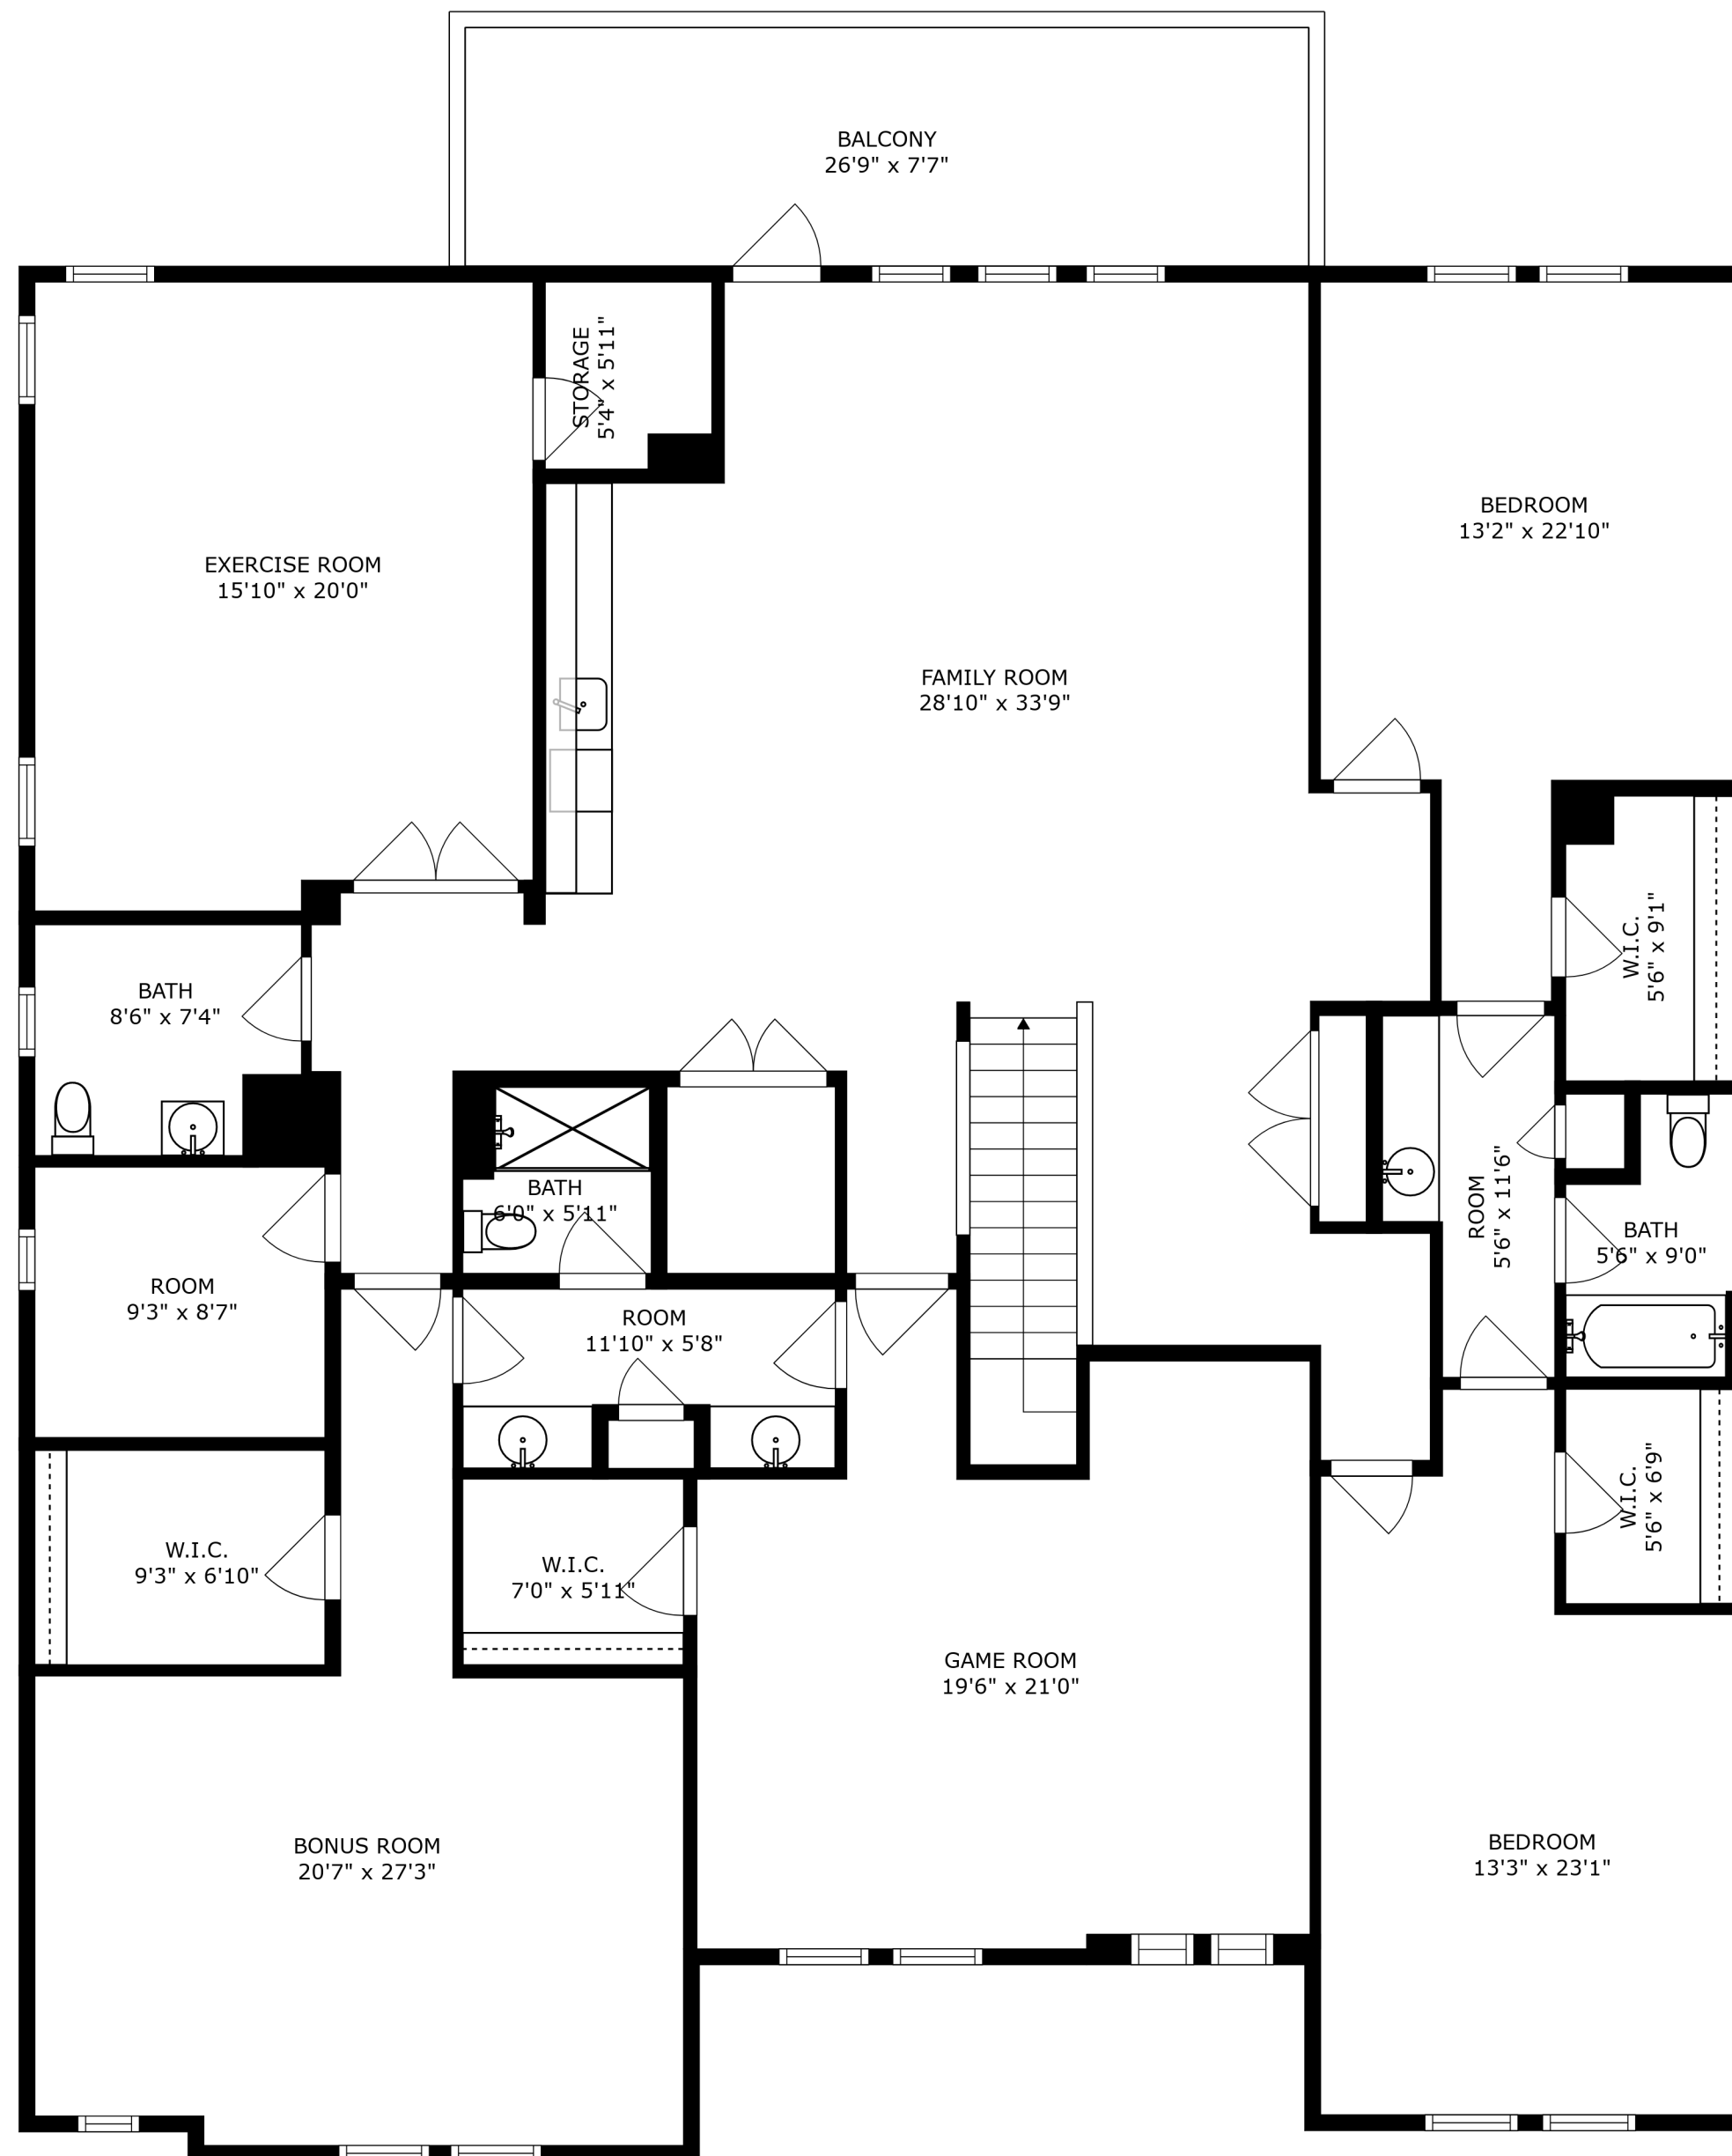 BALCONY
26'9" x 7'7"
STORAGE
5'4" x 5'11"
BEDROOM
13'2" x 22'10"
EXERCISE ROOM
15'10" x 20'0"
FAMILY ROOM
28'10" x 33'9"
W.I.C.
5'6" x 9'1"
BATH
8'6" x 7'4"
BATH
6'0" x 5'11"
ROOM
5'6" x 11'6"
BATH
5'6" x 9'0"
ROOM
9'3" x 8'7"
ROOM
11'10" x 5'8"
W.I.C.
9'3" x 6'10"
W.I.C.
7'0" x 5'11"
W.I.C.
5'6" x 6'9"
GAME ROOM
19'6" x 21'0"
BONUS ROOM
20'7" x 27'3"
BEDROOM
13'3" x 23'1"